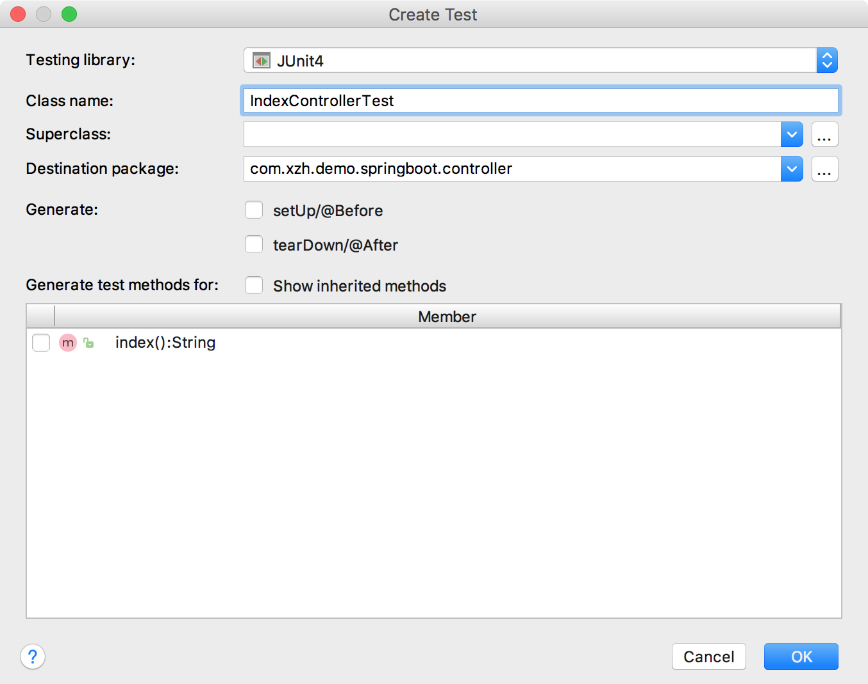 Create Test
Testing library: JUnit4
Class name: IndexControllerTest
Superclass: ...
Destination package: com.xzh.demo.springboot.controller ...
Generate: setUp/@Before
tearDown/@After
Generate test methods for: Show inherited methods
Member
m index():String
? Cancel OK